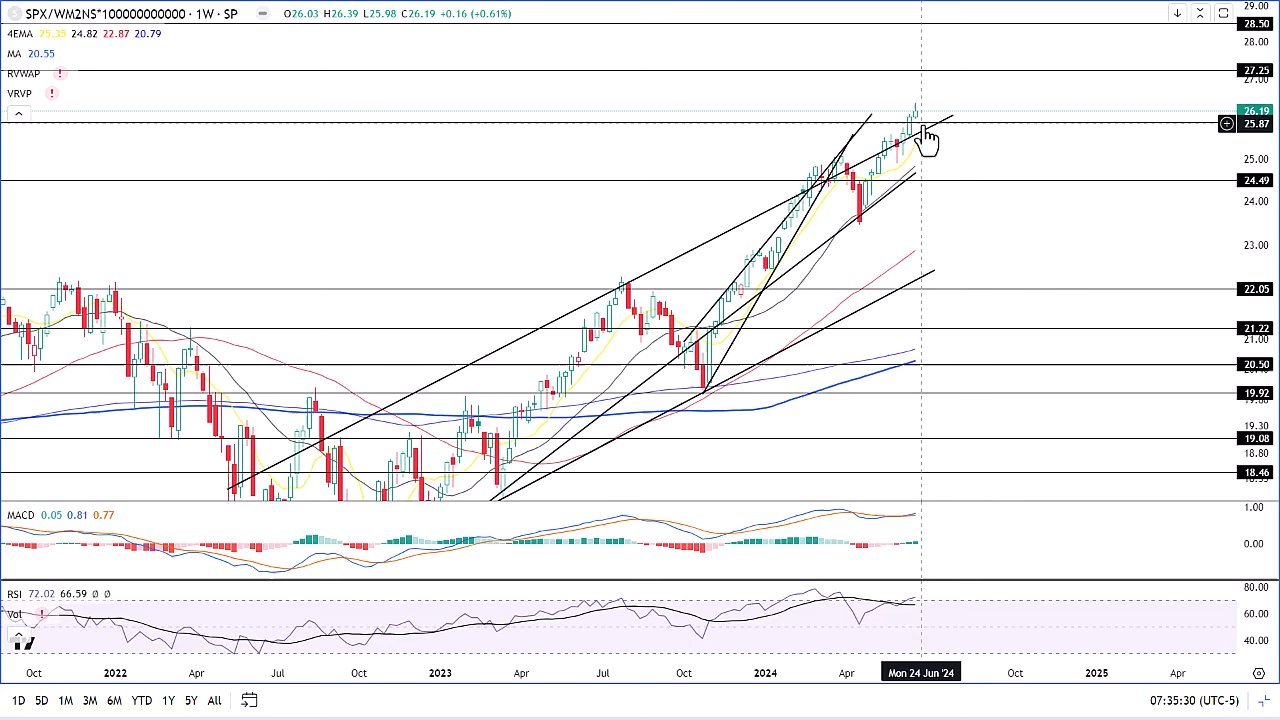 SPX/WM2NS*100000000000 · 1W · SP O26.03 H26.39 L25.98 C26.19 +0.16 (+0.61%)
4EMA 25.35 24.82 22.87 20.79
MA 20.55
RVWAP !
VRVP !
29.00
28.50
28.00
27.25
27.00
26.19
25.87
25.00
24.49
24.00
23.00
22.05
21.22
21.00
20.50
19.92
19.30
19.08
18.80
18.46
MACD 0.05 0.81 0.77
1.00
0.00
RSI 72.02 66.59 Ø Ø
Vol !
80.00
60.00
40.00
Oct 2022 Apr Jul Oct 2023 Apr Jul Oct 2024 Apr Mon 24 Jun '24 Oct 2025 Apr
1D 5D 1M 3M 6M YTD 1Y 5Y All 07:35:30 (UTC-5)